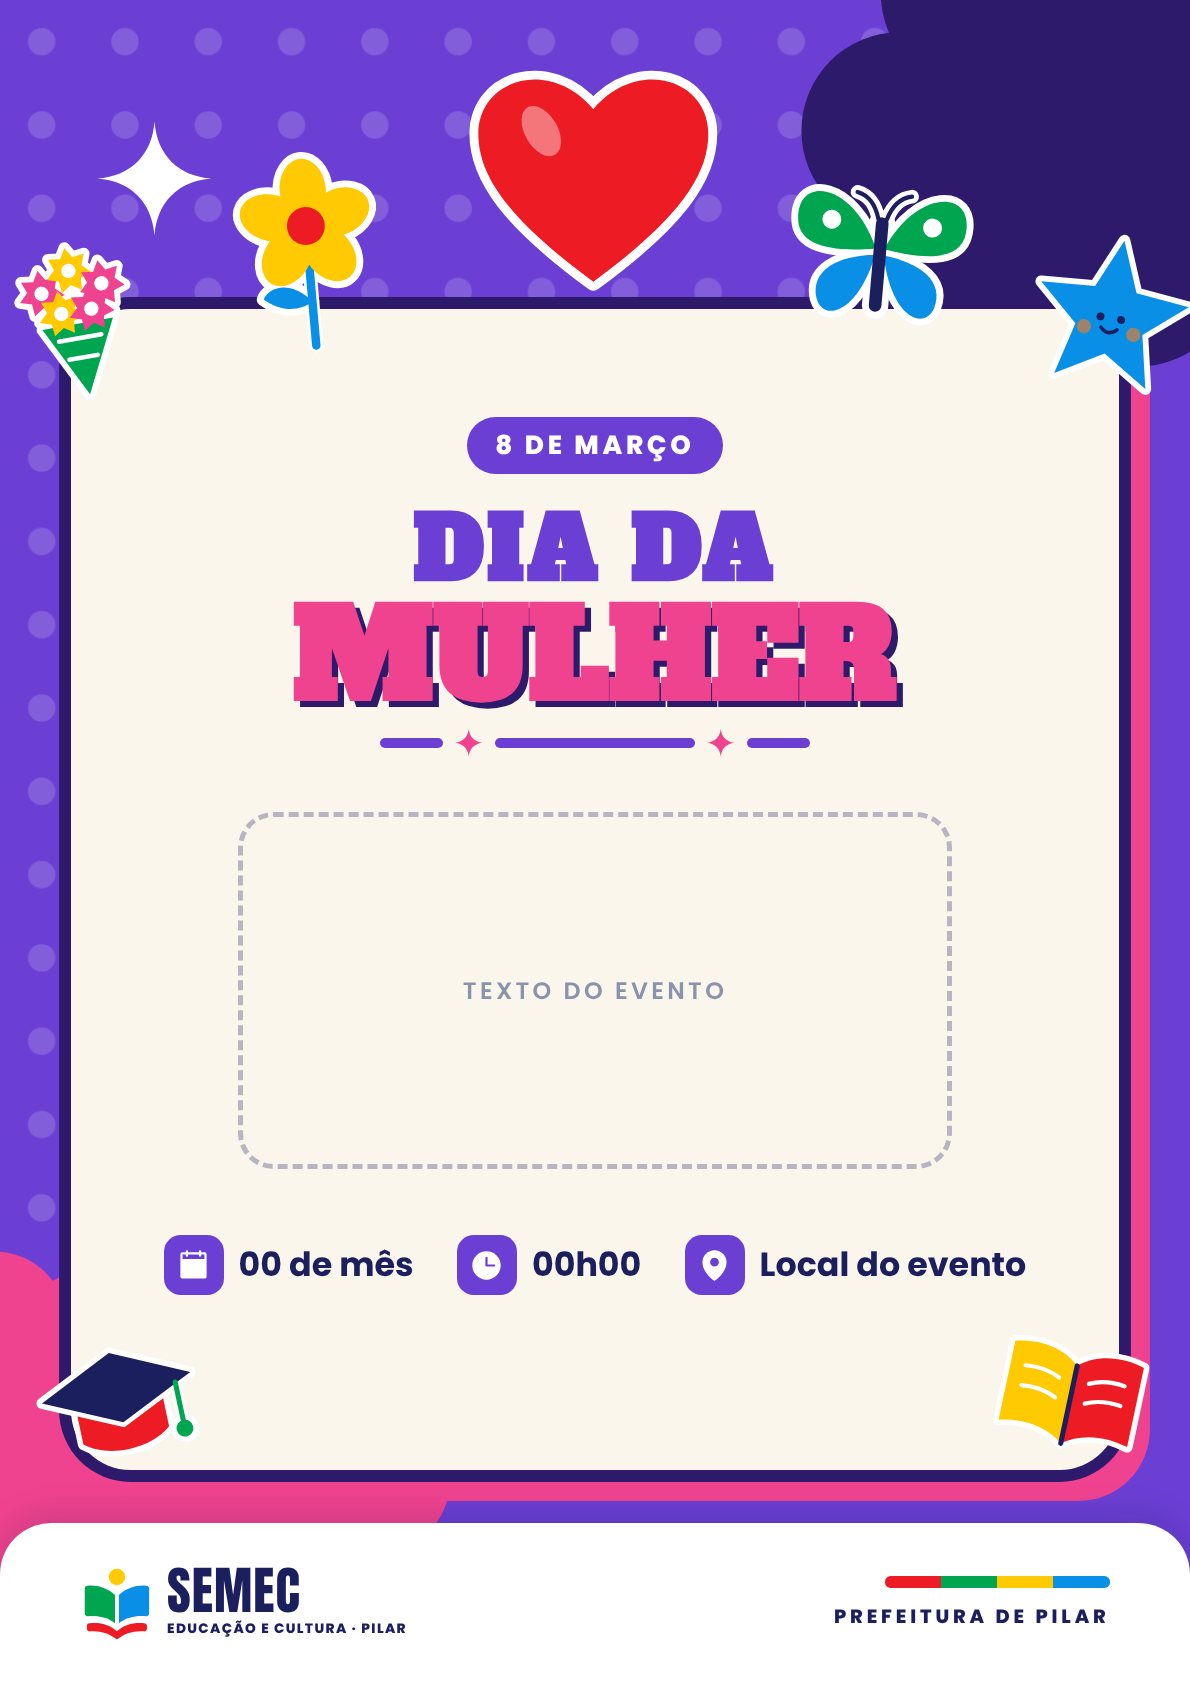 8 DE MARÇO
DIA DA
MULHER
TEXTO DO EVENTO
00 de mês
00h00
Local do evento
SEMEC
EDUCAÇÃO E CULTURA · PILAR
PREFEITURA DE PILAR